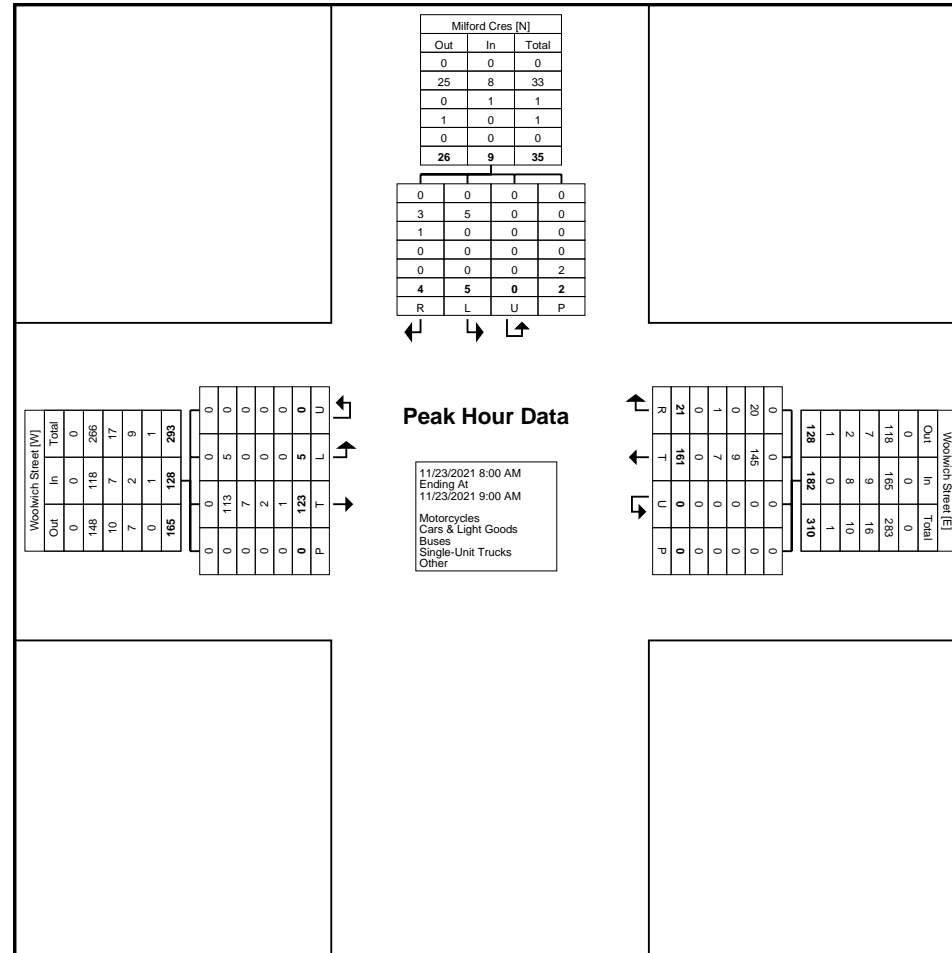 Milford Cres [N]
Out In Total
0 0 0
25 8 33
0 1 1
1 0 1
0 0 0
26 9 35
0 0 0 0
3 5 0 0
1 0 0 0
0 0 0 0
0 0 0 2
4 5 0 2
R L U P
Woolwich Street [W]
Out In Total
0 0 0
148 118 266
10 7 17
7 2 9
0 1 1
165 128 293
0 0 0 0
0 113 5 0
0 7 0 0
0 2 0 0
0 1 0 0
0 123 5 0
P T L U
Peak Hour Data
11/23/2021 8:00 AM
Ending At
11/23/2021 9:00 AM
Motorcycles
Cars & Light Goods
Buses
Single-Unit Trucks
Other
Woolwich Street [E]
Out In Total
0 0 0
118 165 283
7 9 16
2 8 10
1 0 1
128 182 310
0 0 0 0
20 145 0 0
0 9 0 0
1 7 0 0
0 0 0 0
21 161 0 0
R T U P